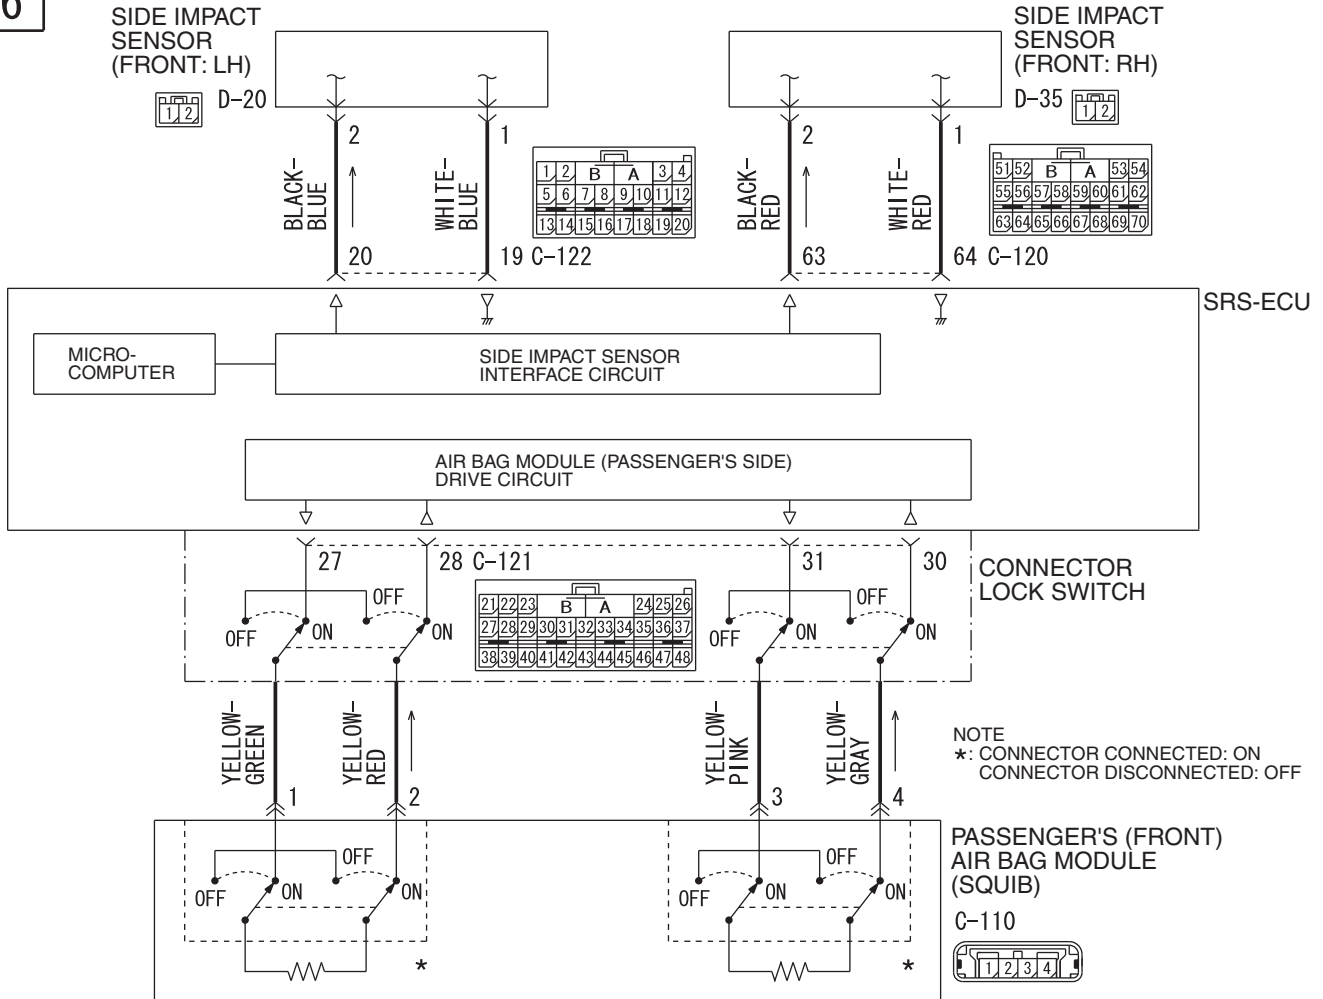 6
SIDE IMPACT
SENSOR
(FRONT: LH)
D-20
1 2
SIDE IMPACT
SENSOR
(FRONT: RH)
D-35
1 2
2
1
2
1
BLACK-
BLUE
WHITE-
BLUE
BLACK-
RED
WHITE-
RED
1 2 B A 3 4
5 6 7 8 9 10 11 12
13 14 15 16 17 18 19 20
51 52 B A 53 54
55 56 57 58 59 60 61 62
63 64 65 66 67 68 69 70
20
19 C-122
63
64 C-120
SRS-ECU
MICRO-
COMPUTER
SIDE IMPACT SENSOR
INTERFACE CIRCUIT
AIR BAG MODULE (PASSENGER'S SIDE)
DRIVE CIRCUIT
27
28 C-121
31
30
CONNECTOR
LOCK SWITCH
OFF
OFF
ON
ON
21 22 23 B A 24 25 26
27 28 29 30 31 32 33 34 35 36 37
38 39 40 41 42 43 44 45 46 47 48
OFF
OFF
ON
ON
YELLOW-
GREEN
YELLOW-
RED
YELLOW-
PINK
YELLOW-
GRAY
NOTE
*: CONNECTOR CONNECTED: ON
CONNECTOR DISCONNECTED: OFF
1
2
3
4
OFF
OFF
ON
ON
*
OFF
OFF
ON
ON
*
PASSENGER'S (FRONT)
AIR BAG MODULE
(SQUIB)
C-110
1 2 3 4